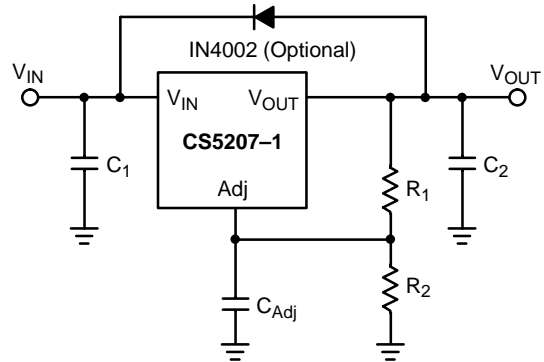 IN4002 (Optional)
VIN
VOUT
VIN
VOUT
CS5207–1
C1
C2
Adj
R1
R2
CAdj